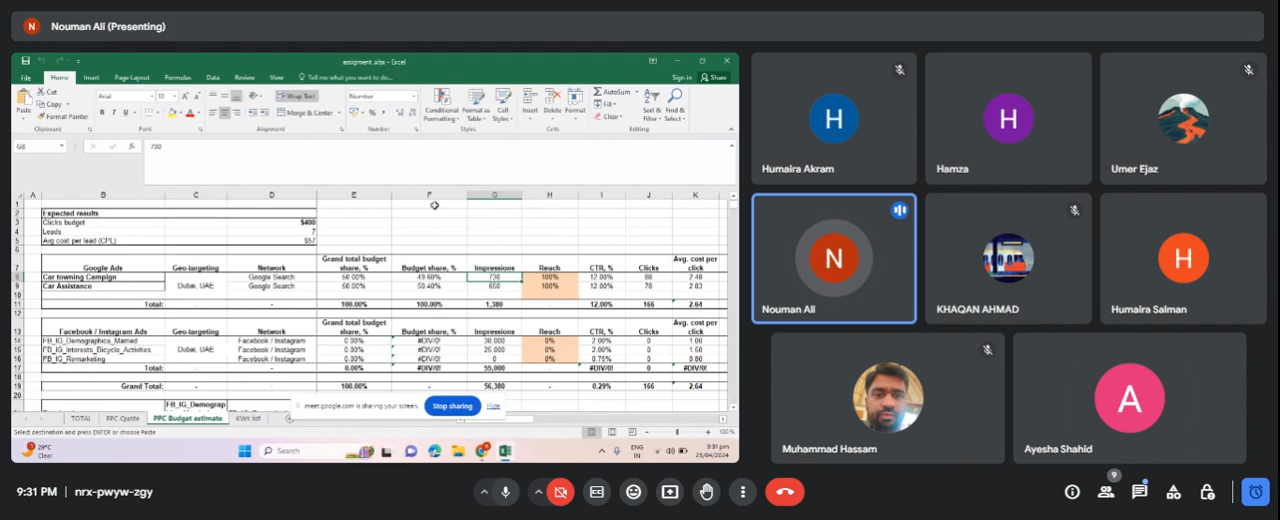 N Nouman Ali (Presenting)
assigment.xlsx - Excel
File Home Insert Page Layout Formulas Data Review View Tell me what you want to do... Sign in Share
Cut
Copy
Format Painter
Paste
Clipboard
Arial 10
B I U
Font
Wrap Text
Merge & Center
Alignment
Number
Number
Conditional Formatting
Format as Table
Cell Styles
Styles
Insert Delete Format
Cells
AutoSum
Fill
Clear
Sort & Filter
Find & Select
Editing
G8 fx 730
A B C D E F G H I J K
Expected results
Clicks budget $400
Leads 7
Avg cost per lead (CPL) $57
Google Ads Geo-targeting Network Grand total budget share, % Budget share, % Impressions Reach CTR, % Clicks Avg. cost per click
Car towning Campign Google Search 50.00% 49.60% 730 100% 12.00% 88 2.48
Car Assistance Dubai, UAE Google Search 50.00% 50.40% 650 100% 12.00% 78 2.83
Total: - - 100.00% 100.00% 1,380 12.00% 166 2.64
Facebook / Instagram Ads Geo-targeting Network Grand total budget share, % Budget share, % Impressions Reach CTR, % Clicks Avg. cost per click
FB_IG_Demographica_Married Facebook / Instagram 0.00% #DIV/0! 30,000 0% 2.00% 0 1.00
FB_IG_Interests_Bicycle_Activities Dubai, UAE Facebook / Instagram 0.00% #DIV/0! 25,000 0% 2.00% 0 1.50
FB_IG_Remarketing Facebook / Instagram 0.00% #DIV/0! 0 0% 0.75% 0 0.80
Total: - - 0.00% #DIV/0! 55,000 - #DIV/0! 0 #DIV/0!
Grand Total: - - 100.00% - 56,380 - 0.29% 166 2.64
FB_IG_Demograp
meet.google.com is sharing your screen. Stop sharing Hide
TOTAL PPC Quote PPC Budget estimate KWs list
Select destination and press ENTER or choose Paste 100%
29°C
Clear
Search
ENG
IN
9:31 pm
25/04/2024
H
Humaira Akram
H
Hamza
Umer Ejaz
N
Nouman Ali
KHAQAN AHMAD
H
Humaira Salman
Muhammad Hassam
A
Ayesha Shahid
9:31 PM | nrx-pwyw-zgy
9